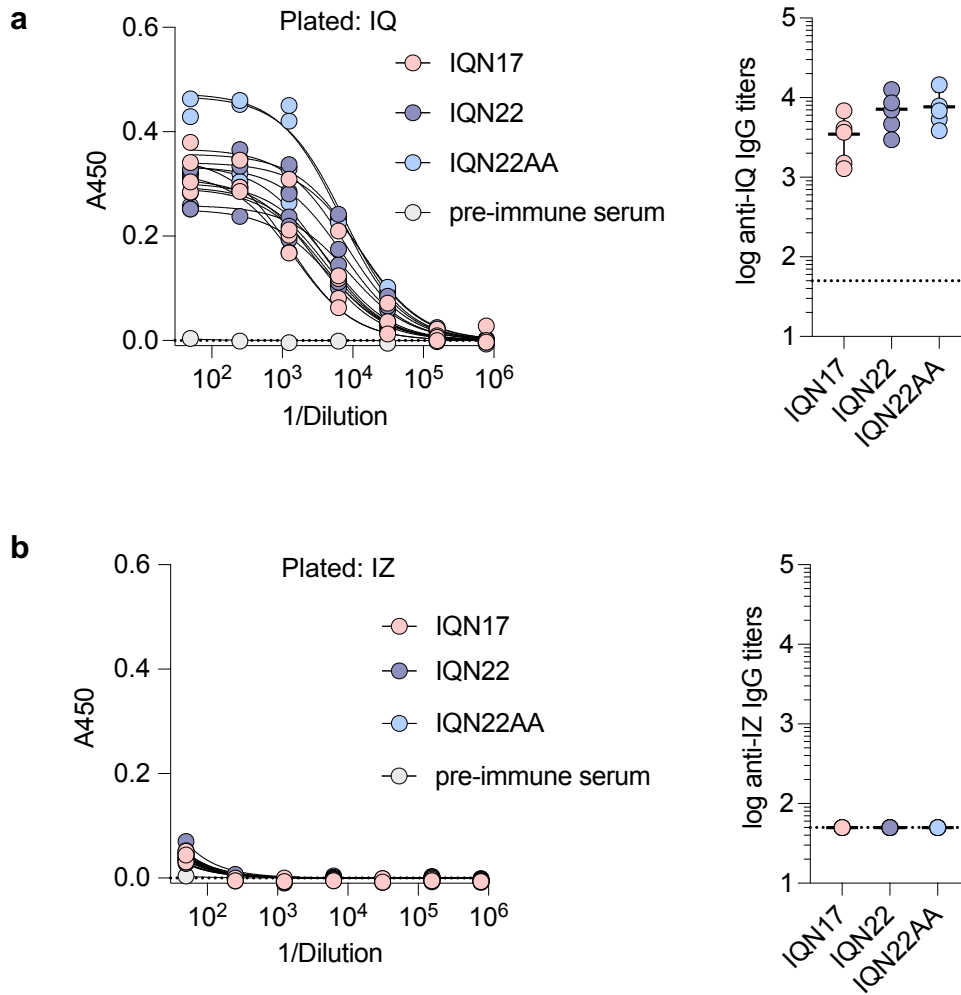 a
Plated: IQ
0.6
0.4
0.2
0.0
A450
IQN17
IQN22
IQN22AA
pre-immune serum
10² 10³ 10⁴ 10⁵ 10⁶
1/Dilution
5
4
3
2
1
log anti-IQ IgG titers
IQN17
IQN22
IQN22AA
b
Plated: IZ
0.6
0.4
0.2
0.0
A450
IQN17
IQN22
IQN22AA
pre-immune serum
10² 10³ 10⁴ 10⁵ 10⁶
1/Dilution
5
4
3
2
1
log anti-IZ IgG titers
IQN17
IQN22
IQN22AA